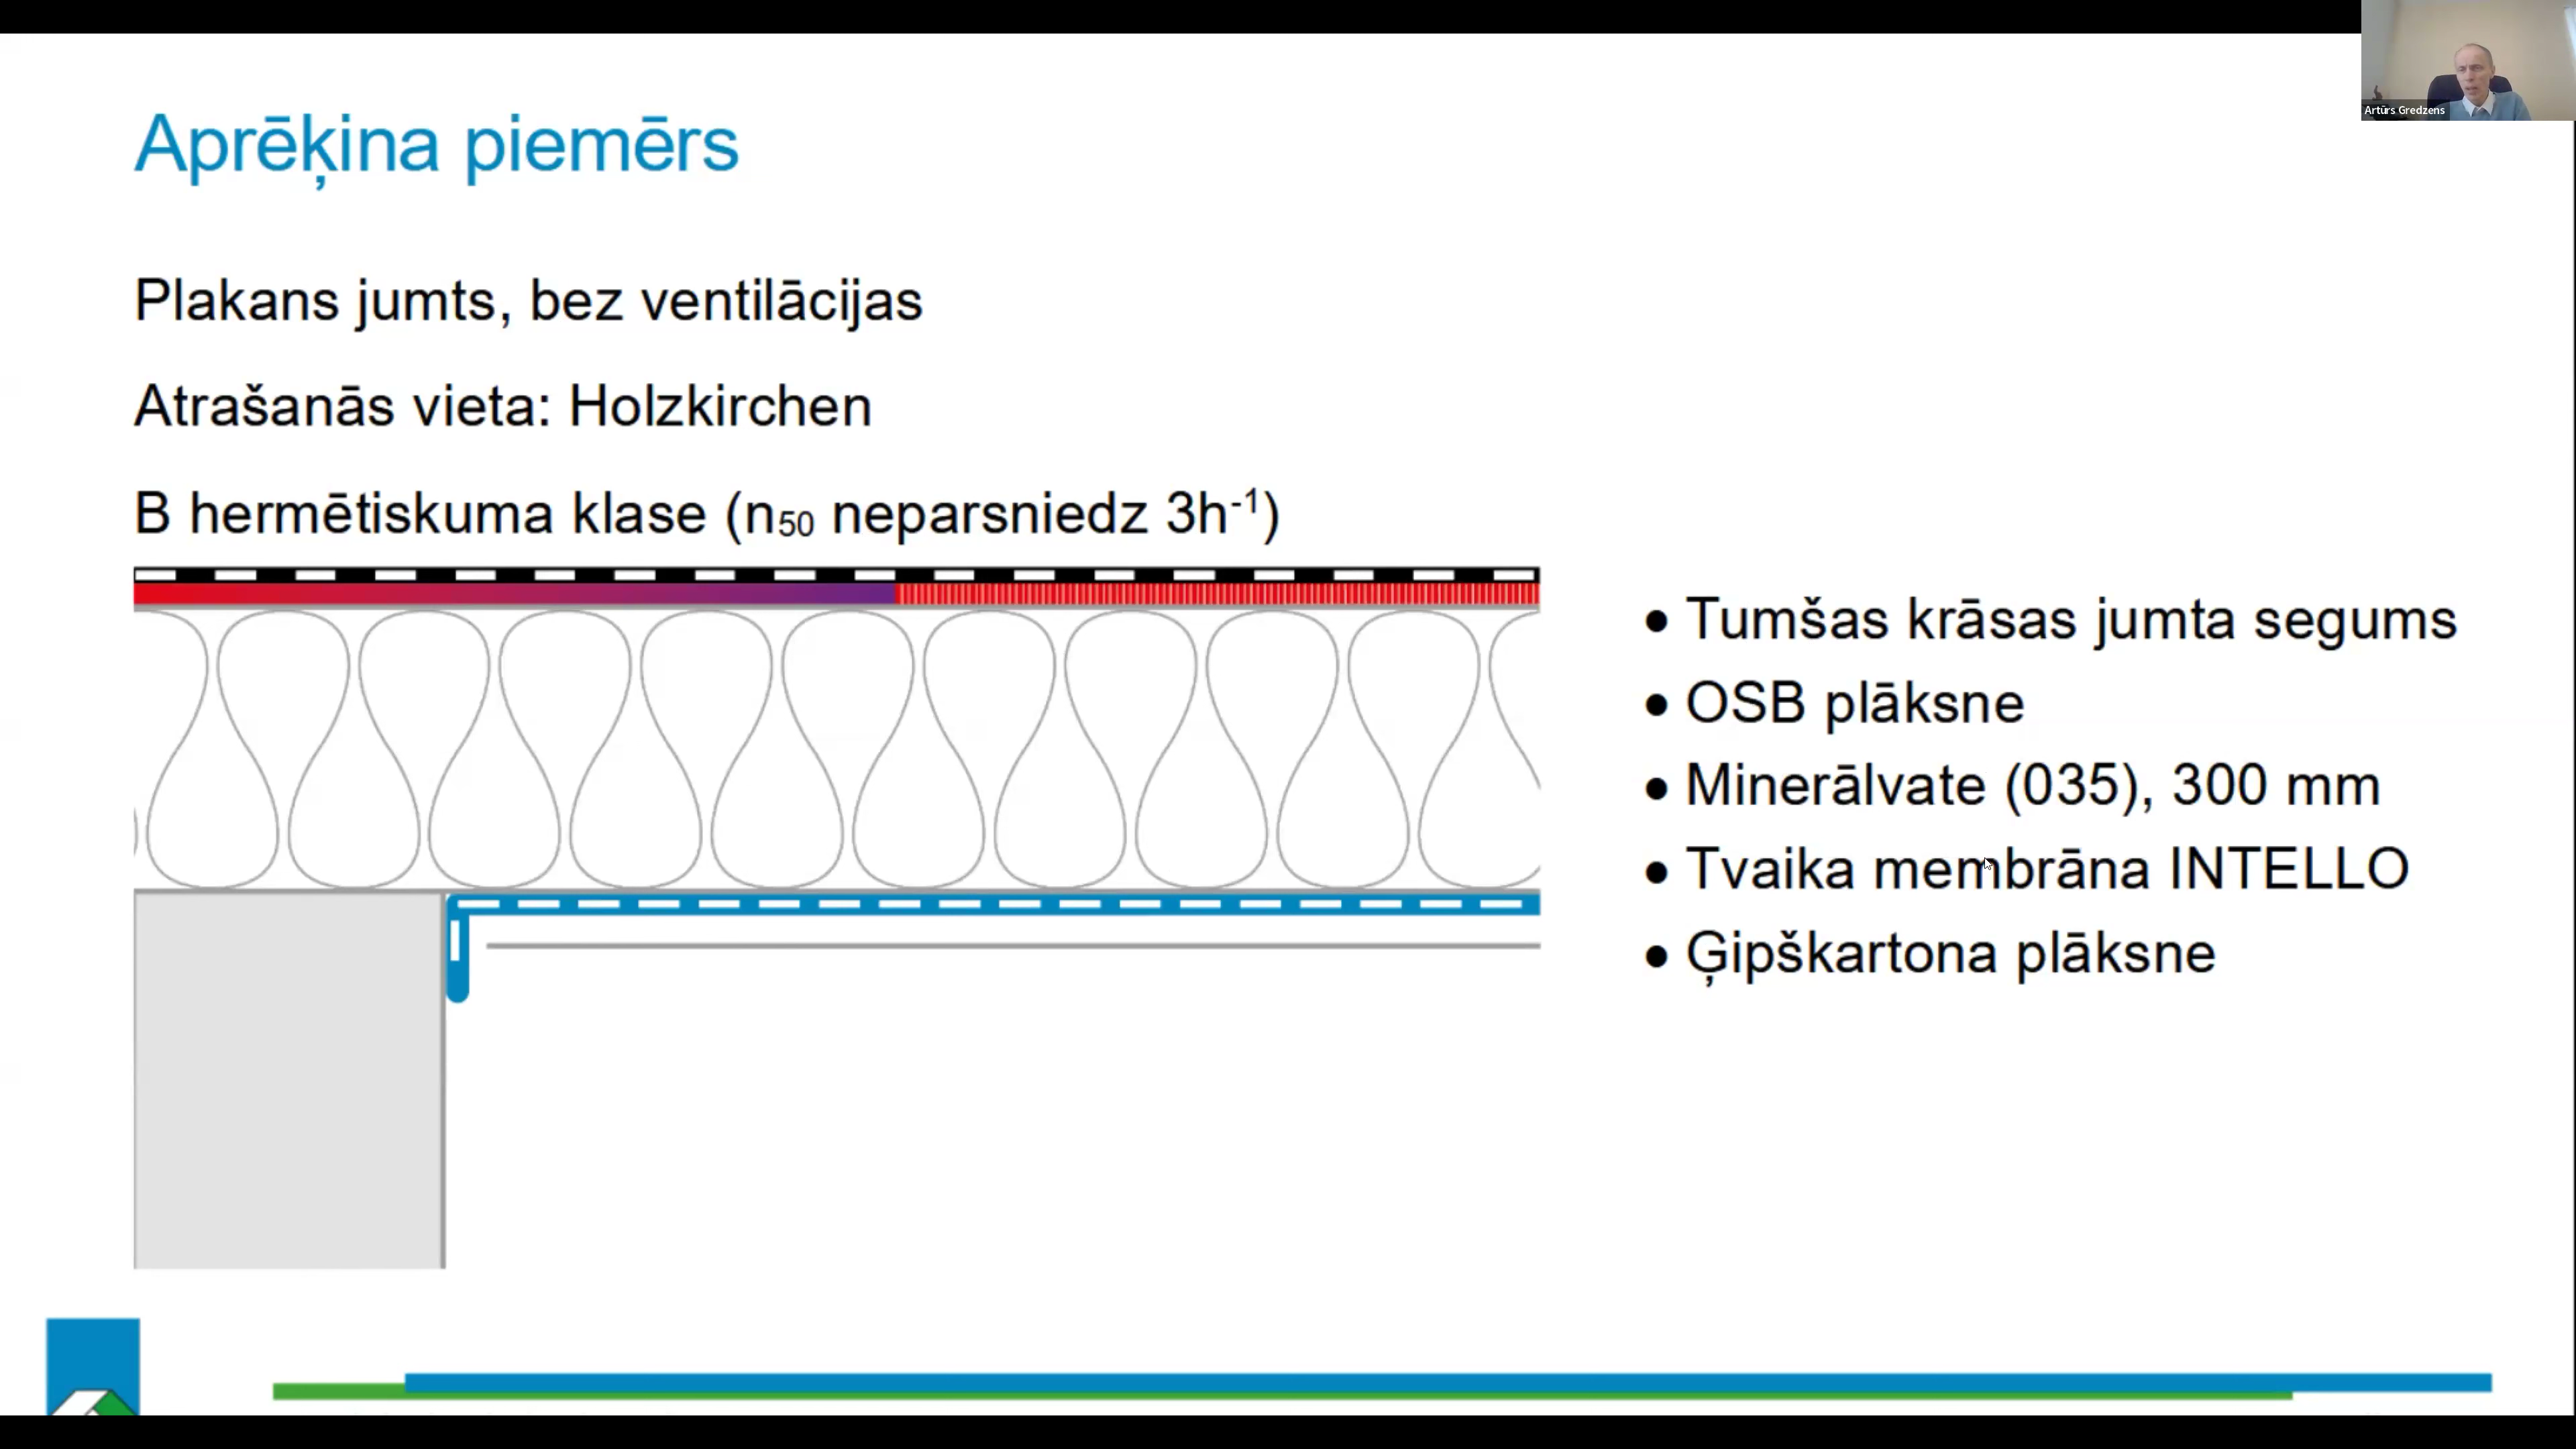 Artūrs Gredzens
Aprēķina piemērs
Plakans jumts, bez ventilācijas
Atrašanās vieta: Holzkirchen
B hermētiskuma klase (n₅₀ neparsniedz 3h⁻¹)
● Tumšas krāsas jumta segums
● OSB plāksne
● Minerālvate (035), 300 mm
● Tvaika membrāna INTELLO
● Ģipškartona plāksne